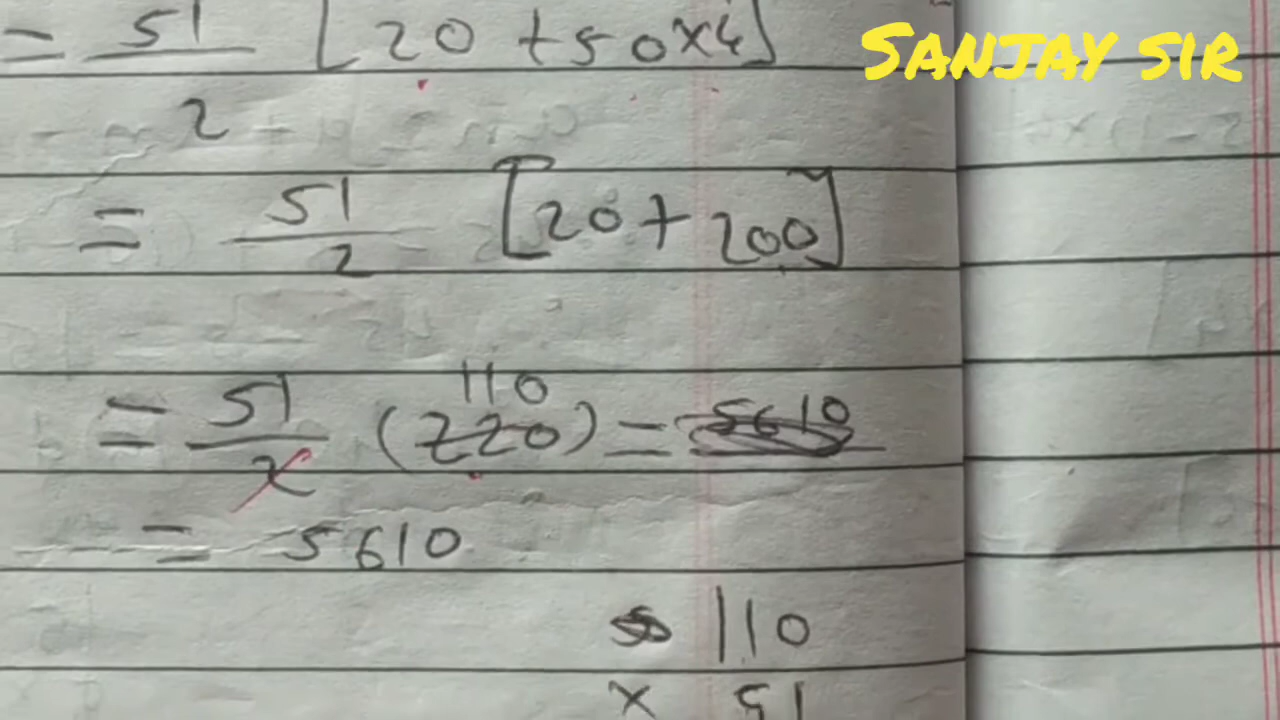 SANJAY SIR
= 51/2 [20 + 50×4]
= 51/2 [20 + 200]
110
= 51/2 (220) = 5610
= 5610
110
× 51